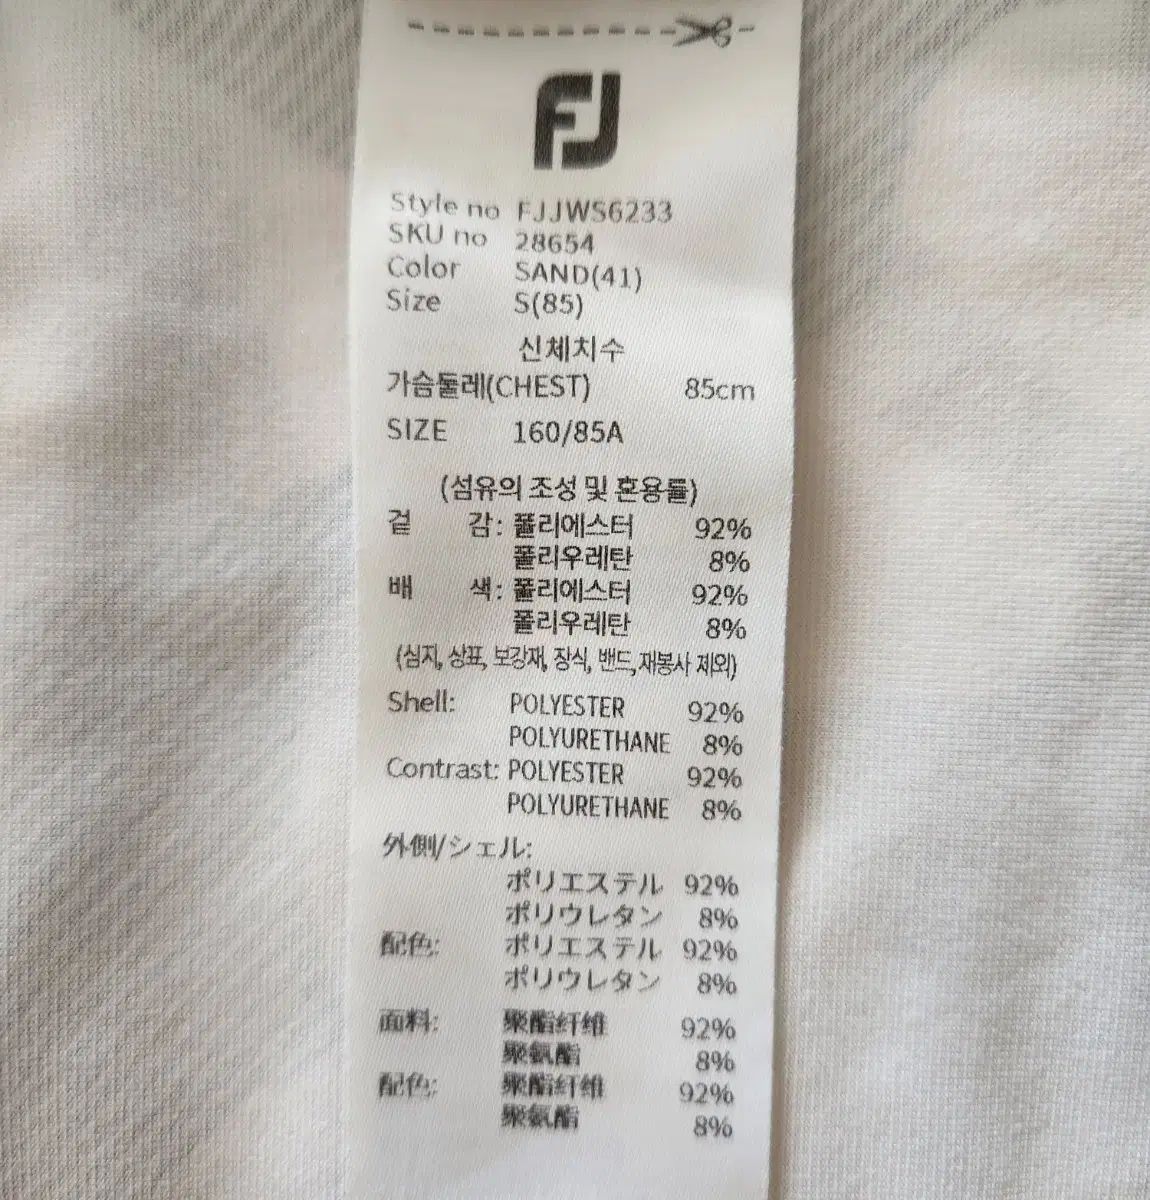 FJ
Style no FJJWS6233
SKU no 28654
Color SAND(41)
Size S(85)
신체치수
가슴둘레(CHEST) 85cm
SIZE 160/85A
(섬유의 조성 및 혼용률)
겉 감: 폴리에스터 92%
폴리우레탄 8%
배 색: 폴리에스터 92%
폴리우레탄 8%
(심지, 상표, 보강재, 장식, 밴드,재봉사 제외)
Shell: POLYESTER 92%
POLYURETHANE 8%
Contrast: POLYESTER 92%
POLYURETHANE 8%
外側/シェル:
ポリエステル 92%
ポリウレタン 8%
配色: ポリエステル 92%
ポリウレタン 8%
面料: 聚酯纤维 92%
聚氨酯 8%
配色: 聚酯纤维 92%
聚氨酯 8%